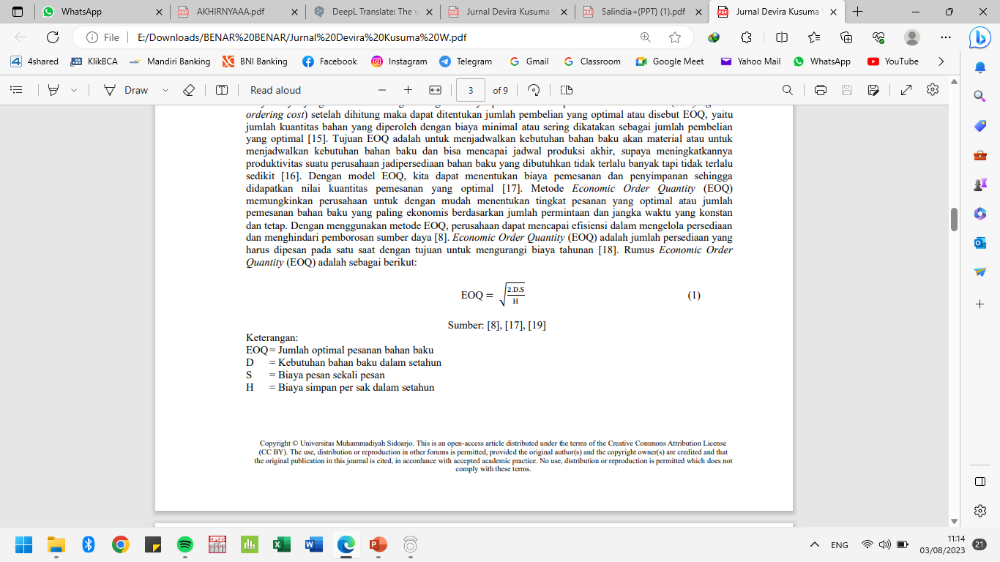 WhatsApp
AKHIRNYAAA.pdf
DeepL Translate: The w
Jurnal Devira Kusuma
Salindia+(PPT) (1).pdf
Jurnal Devira Kusuma
File
E:/Downloads/BENAR%20BENAR/Jurnal%20Devira%20Kusuma%20W.pdf
4shared
KlikBCA
Mandiri Banking
BNI Banking
Facebook
Instagram
Telegram
Gmail
Classroom
Google Meet
Yahoo Mail
WhatsApp
YouTube
Draw
Read aloud
3 of 9
ordering cost) setelah dihitung maka dapat ditentukan jumlah pembelian yang optimal atau disebut EOQ, yaitu
jumlah kuantitas bahan yang diperoleh dengan biaya minimal atau sering dikatakan sebagai jumlah pembelian
yang optimal [15]. Tujuan EOQ adalah untuk menjadwalkan kebutuhan bahan baku akan material atau untuk
menjadwalkan kebutuhan bahan baku dan bisa mencapai jadwal produksi akhir, supaya meningkatkannya
produktivitas suatu perusahaan jadipersediaan bahan baku yang dibutuhkan tidak terlalu banyak tapi tidak terlalu
sedikit [16]. Dengan model EOQ, kita dapat menentukan biaya pemesanan dan penyimpanan sehingga
didapatkan nilai kuantitas pemesanan yang optimal [17]. Metode Economic Order Quantity (EOQ)
memungkinkan perusahaan untuk dengan mudah menentukan tingkat pesanan yang optimal atau jumlah
pemesanan bahan baku yang paling ekonomis berdasarkan jumlah permintaan dan jangka waktu yang konstan
dan tetap. Dengan menggunakan metode EOQ, perusahaan dapat mencapai efisiensi dalam mengelola persediaan
dan menghindari pemborosan sumber daya [8]. Economic Order Quantity (EOQ) adalah jumlah persediaan yang
harus dipesan pada satu saat dengan tujuan untuk mengurangi biaya tahunan [18]. Rumus Economic Order
Quantity (EOQ) adalah sebagai berikut:
EOQ = √(2.D.S/H) (1)
Sumber: [8], [17], [19]
Keterangan:
EOQ = Jumlah optimal pesanan bahan baku
D = Kebutuhan bahan baku dalam setahun
S = Biaya pesan sekali pesan
H = Biaya simpan per sak dalam setahun
Copyright © Universitas Muhammadiyah Sidoarjo. This is an open-access article distributed under the terms of the Creative Commons Attribution License
(CC BY). The use, distribution or reproduction in other forums is permitted, provided the original author(s) and the copyright owner(s) are credited and that
the original publication in this journal is cited, in accordance with accepted academic practice. No use, distribution or reproduction is permitted which does not
comply with these terms.
ENG
11:14
03/08/2023
21